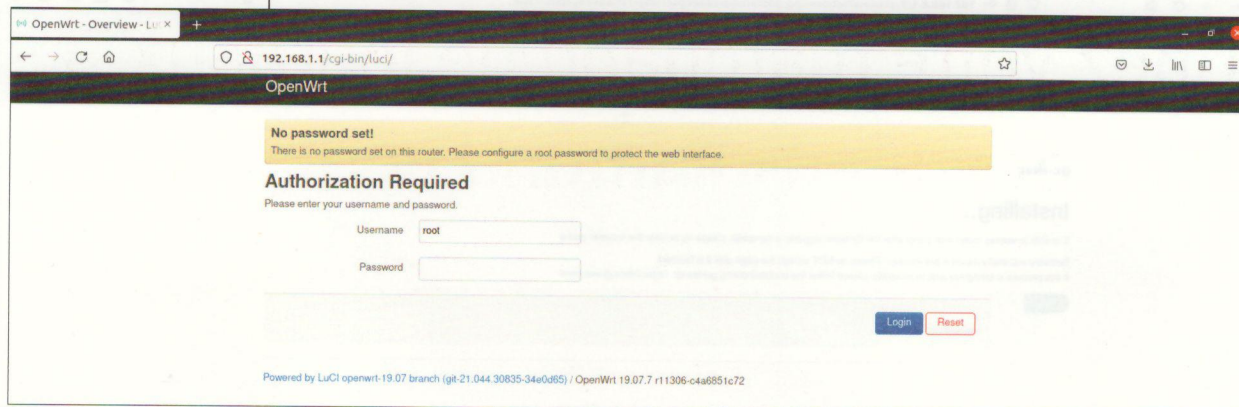 OpenWrt - Overview - Lu
192.168.1.1/cgi-bin/luci/
OpenWrt
No password set!
There is no password set on this router. Please configure a root password to protect the web interface.
Authorization Required
Please enter your username and password.
Username root
Password
Login Reset
Powered by LuCI openwrt-19.07 branch (git-21.044.30835-34e0d65) / OpenWrt 19.07.7 r11306-c4a6851c72